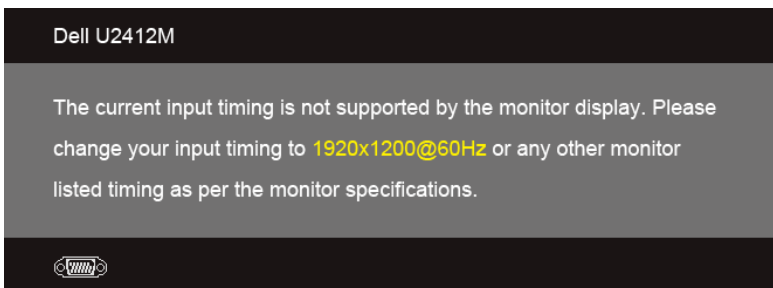 Dell U2412M
The current input timing is not supported by the monitor display. Please
change your input timing to 1920x1200@60Hz or any other monitor
listed timing as per the monitor specifications.